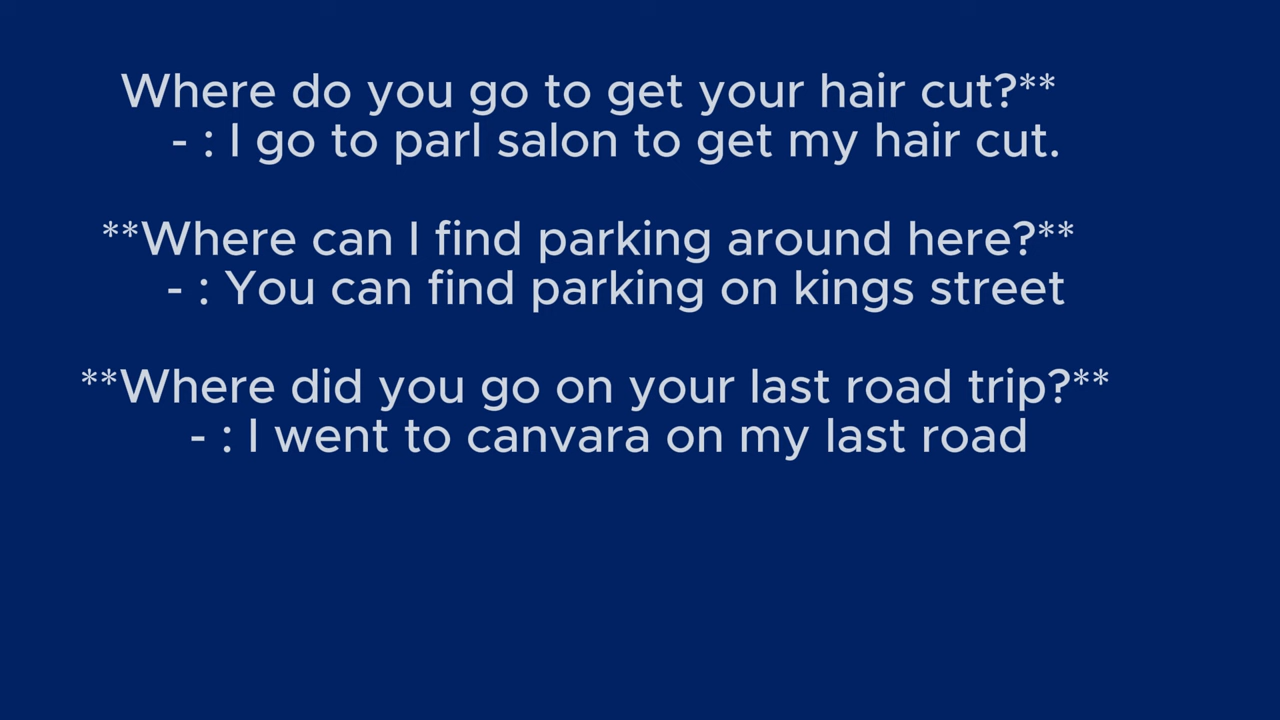 Where do you go to get your hair cut?**
- : I go to parl salon to get my hair cut.
**Where can I find parking around here?**
- : You can find parking on kings street
**Where did you go on your last road trip?**
- : I went to canvara on my last road